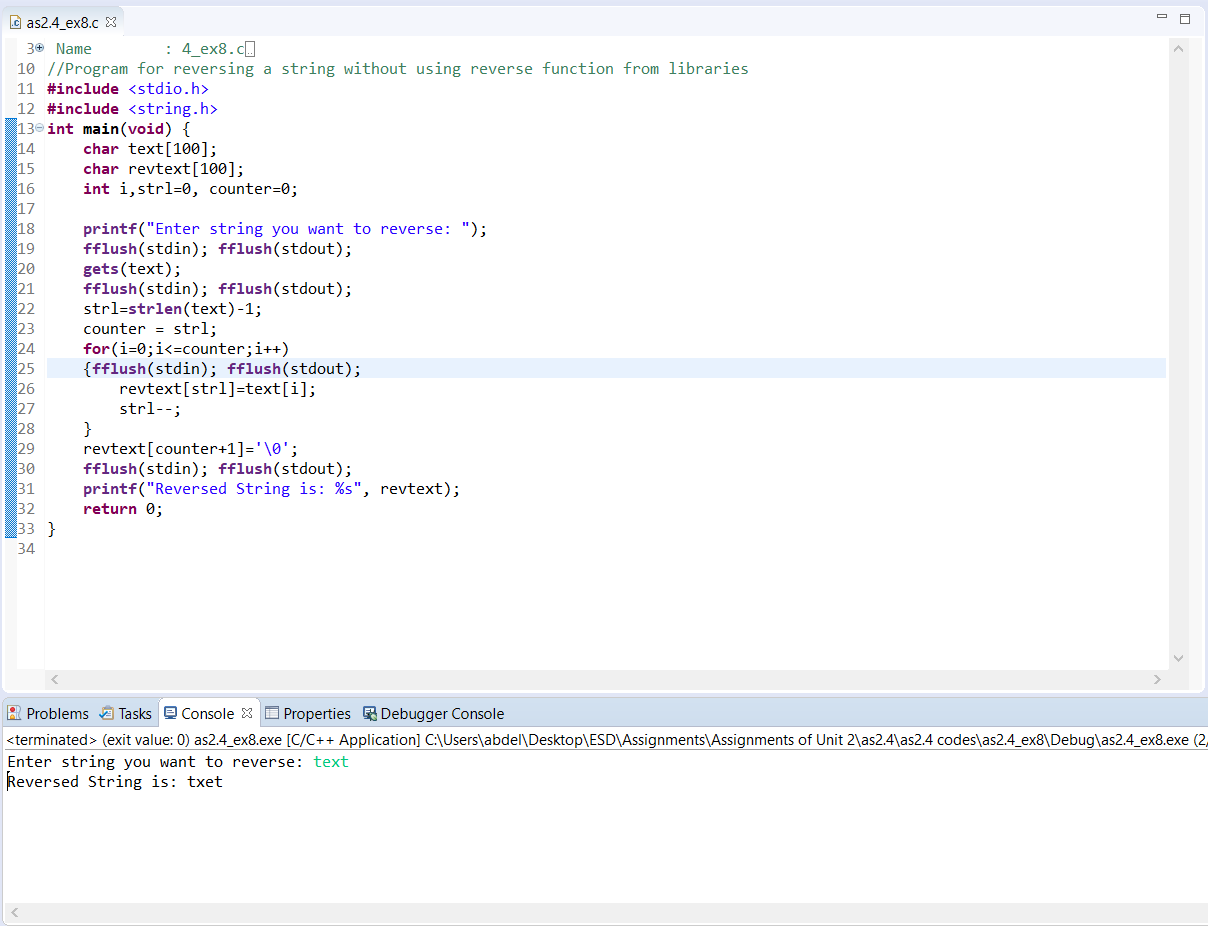 as2.4_ex8.c
3 Name        : 4_ex8.c
10 //Program for reversing a string without using reverse function from libraries
11 #include <stdio.h>
12 #include <string.h>
13 int main(void) {
14     char text[100];
15     char revtext[100];
16     int i,strl=0, counter=0;
17
18     printf("Enter string you want to reverse: ");
19     fflush(stdin); fflush(stdout);
20     gets(text);
21     fflush(stdin); fflush(stdout);
22     strl=strlen(text)-1;
23     counter = strl;
24     for(i=0;i<=counter;i++)
25     {fflush(stdin); fflush(stdout);
26         revtext[strl]=text[i];
27         strl--;
28     }
29     revtext[counter+1]='\0';
30     fflush(stdin); fflush(stdout);
31     printf("Reversed String is: %s", revtext);
32     return 0;
33 }
34
Problems Tasks Console Properties Debugger Console
<terminated> (exit value: 0) as2.4_ex8.exe [C/C++ Application] C:\Users\abdel\Desktop\ESD\Assignments\Assignments of Unit 2\as2.4\as2.4 codes\as2.4_ex8\Debug\as2.4_ex8.exe (2/
Enter string you want to reverse: text
Reversed String is: txet